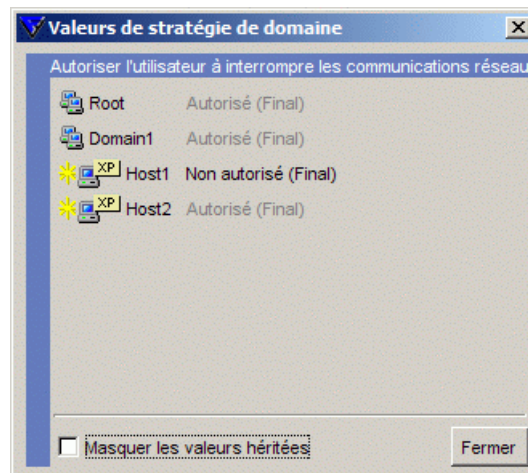 Valeurs de stratégie de domaine
Autoriser l'utilisateur à interrompre les communications réseau
Root Autorisé (Final)
Domain1 Autorisé (Final)
XP Host1 Non autorisé (Final)
XP Host2 Autorisé (Final)
Masquer les valeurs héritées
Fermer